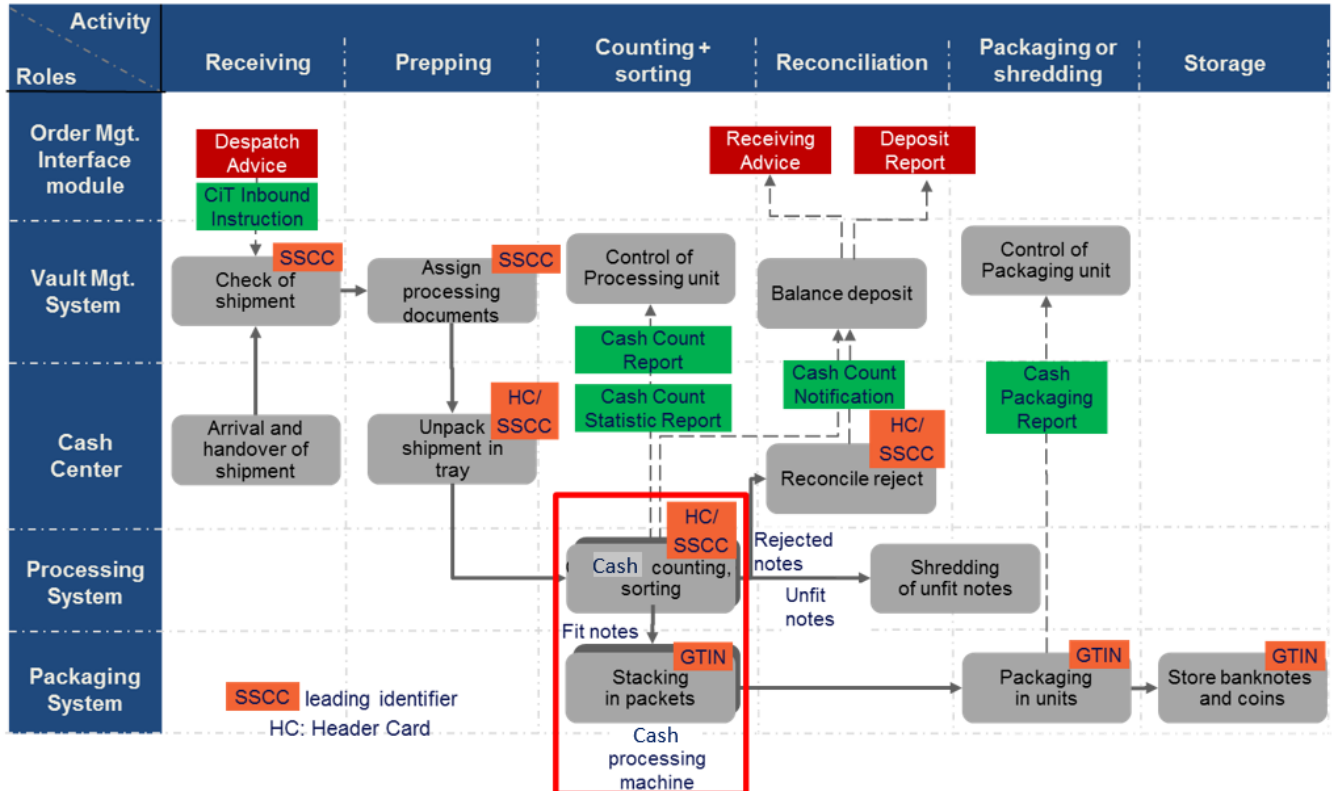 Activity
Roles
Receiving
Prepping
Counting +
sorting
Reconciliation
Packaging or
shredding
Storage
Order Mgt.
Interface
module
Despatch
Advice
CiT Inbound
Instruction
Receiving
Advice
Deposit
Report
Vault Mgt.
System
SSCC
Check of
shipment
SSCC
Assign
processing
documents
Control of
Processing unit
Balance deposit
Control of
Packaging unit
Cash Count
Report
Cash Count
Statistic Report
Cash Count
Notification
Cash
Packaging
Report
Cash
Center
Arrival and
handover of
shipment
HC/
SSCC
Unpack
shipment in
tray
HC/
SSCC
Reconcile reject
Processing
System
HC/
SSCC
Cash counting,
sorting
Rejected
notes
Unfit
notes
Shredding
of unfit notes
Fit notes
Packaging
System
GTIN
Stacking
in packets
GTIN
Packaging
in units
GTIN
Store banknotes
and coins
SSCC leading identifier
HC: Header Card
Cash
processing
machine